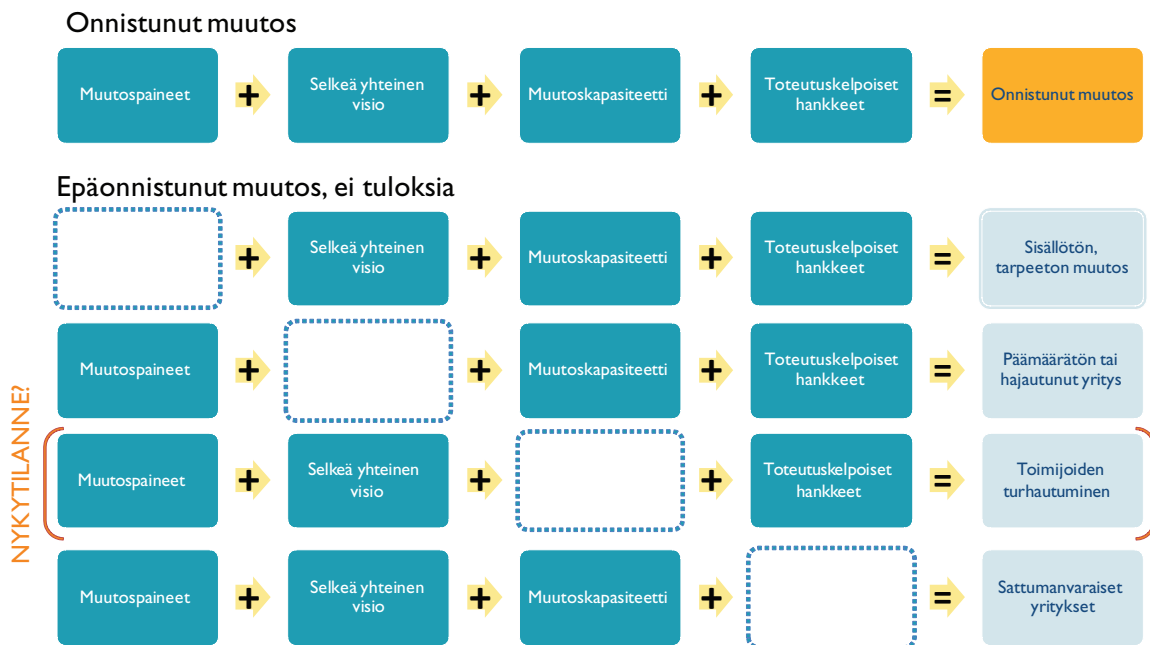 Onnistunut muutos
Muutospaineet
+
Selkeä yhteinen
visio
+
Muutoskapasiteetti
+
Toteutuskelpoiset
hankkeet
=
Onnistunut muutos
Epäonnistunut muutos, ei tuloksia
+
Selkeä yhteinen
visio
+
Muutoskapasiteetti
+
Toteutuskelpoiset
hankkeet
=
Sisällötön,
tarpeeton muutos
Muutospaineet
+
+
Muutoskapasiteetti
+
Toteutuskelpoiset
hankkeet
=
Päämäärätön tai
hajautunut yritys
NYKYTILANNE?
Muutospaineet
+
Selkeä yhteinen
visio
+
+
Toteutuskelpoiset
hankkeet
=
Toimijoiden
turhautuminen
Muutospaineet
+
Selkeä yhteinen
visio
+
Muutoskapasiteetti
+
=
Sattumanvaraiset
yritykset